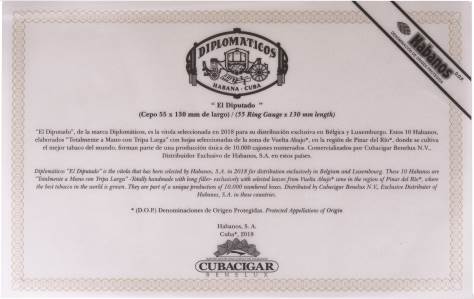 DIPLOMATICOS
HABANA · CUBA
Habanos s.a.
DENOMINACIÓN DE ORIGEN PROTEGIDA
" El Diputado "
(Cepo 55 x 130 mm de largo) / (55 Ring Gauge x 130 mm length)
"El Diputado", de la marca Diplomáticos, es la vitola seleccionada en 2018 para su distribución exclusiva en Bélgica y Luxemburgo. Estos 10 Habanos,
elaborados "Totalmente a Mano con Tripa Larga" con hojas seleccionadas de la zona de Vuelta Abajo*, en la región de Pinar del Río*, donde se cultiva
el mejor tabaco del mundo, forman parte de una producción única de 10.000 cajones numerados. Comercializados por Cubacigar Benelux N.V.,
Distribuidor Exclusivo de Habanos, S.A. en estos países.
Diplomáticos "El Diputado" is the vitola that has been selected by Habanos, S.A. in 2018 for distribution exclusively in Belgium and Luxemburg. These 10 Habanos are
"Totalmente a Mano con Tripa Larga" -Totally handmade with long filler- exclusively with selected leaves from Vuelta Abajo* zone in the region of Pinar del Río*, where
the best tobacco in the world is grown. They are part of a unique production of 10,000 numbered boxes. Distributed by Cubacigar Benelux N.V., Exclusive Distributor of
Habanos, S.A. in these countries.
* (D.O.P.) Denominaciones de Origen Protegidas. Protected Appellations of Origin
Habanos, S. A.
Cuba*, 2018
CUBACIGAR
BENELUX